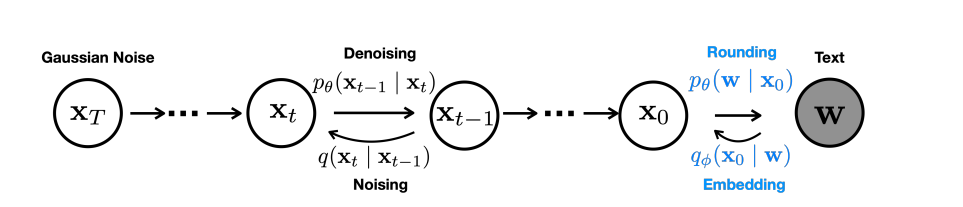 Gaussian Noise
Denoising
Rounding
Text
p_θ(x_{t−1} | x_t)
p_θ(w | x_0)
x_T
···
x_t
x_{t−1}
···
x_0
w
q(x_t | x_{t−1})
q_ϕ(x_0 | w)
Noising
Embedding